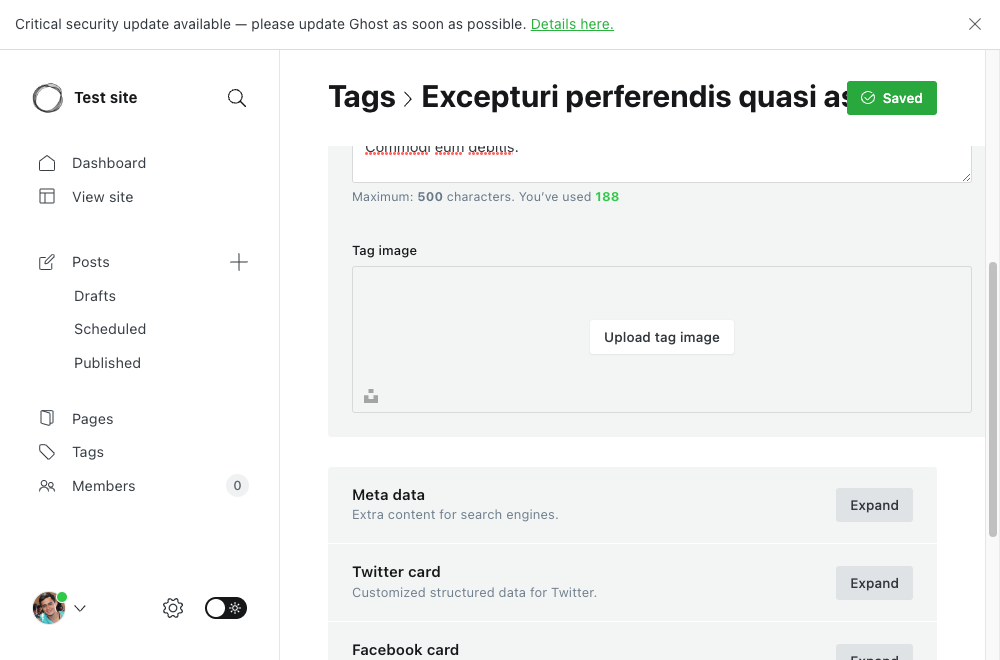 Critical security update available — please update Ghost as soon as possible. Details here.
Test site
Tags › Excepturi perferendis quasi as
Saved
Dashboard
View site
Posts
Drafts
Scheduled
Published
Pages
Tags
Members 0
Commodi eum debitis.
Maximum: 500 characters. You've used 188
Tag image
Upload tag image
Meta data
Extra content for search engines.
Expand
Twitter card
Customized structured data for Twitter.
Expand
Facebook card
Expand